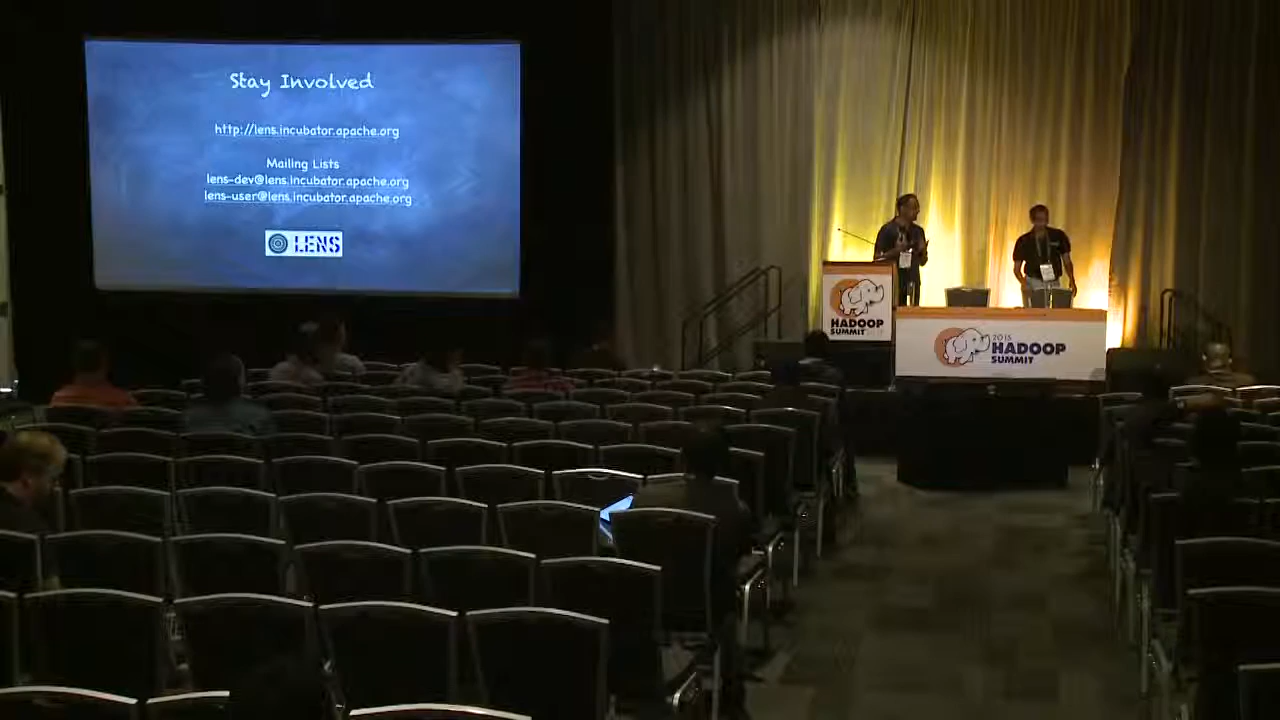 Stay Involved
http://lens.incubator.apache.org
Mailing Lists
lens-dev@lens.incubator.apache.org
lens-user@lens.incubator.apache.org
LENS
HADOOP
SUMMIT
2015
HADOOP
SUMMIT